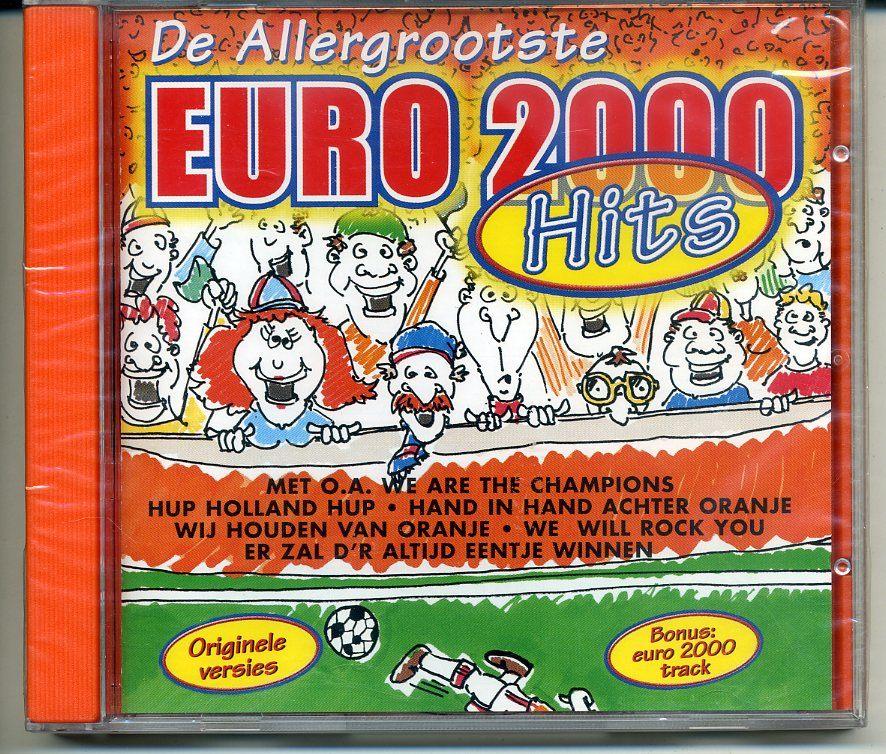 De Allergrootste
EURO 2000
Hits
MET O.A. WE ARE THE CHAMPIONS
HUP HOLLAND HUP • HAND IN HAND ACHTER ORANJE
WIJ HOUDEN VAN ORANJE • WE WILL ROCK YOU
ER ZAL D'R ALTIJD EENTJE WINNEN
Originele
versies
Bonus:
euro 2000
track